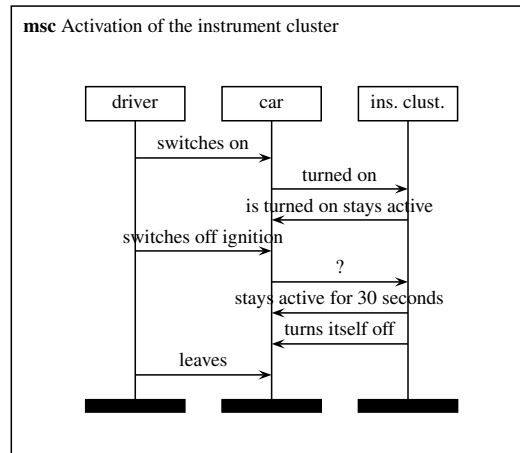 msc Activation of the instrument cluster
driver car ins. clust.
switches on
turned on
is turned on stays active
switches off ignition
?
stays active for 30 seconds
turns itself off
leaves